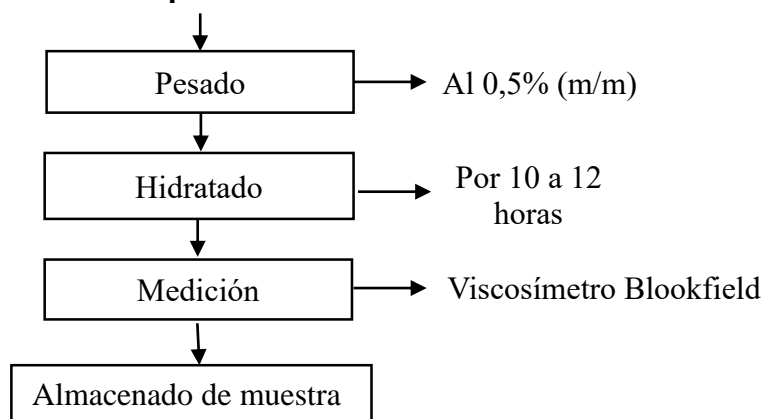 Pesado
Al 0,5% (m/m)
Hidratado
Por 10 a 12
horas
Medición
Viscosímetro Blookfield
Almacenado de muestra